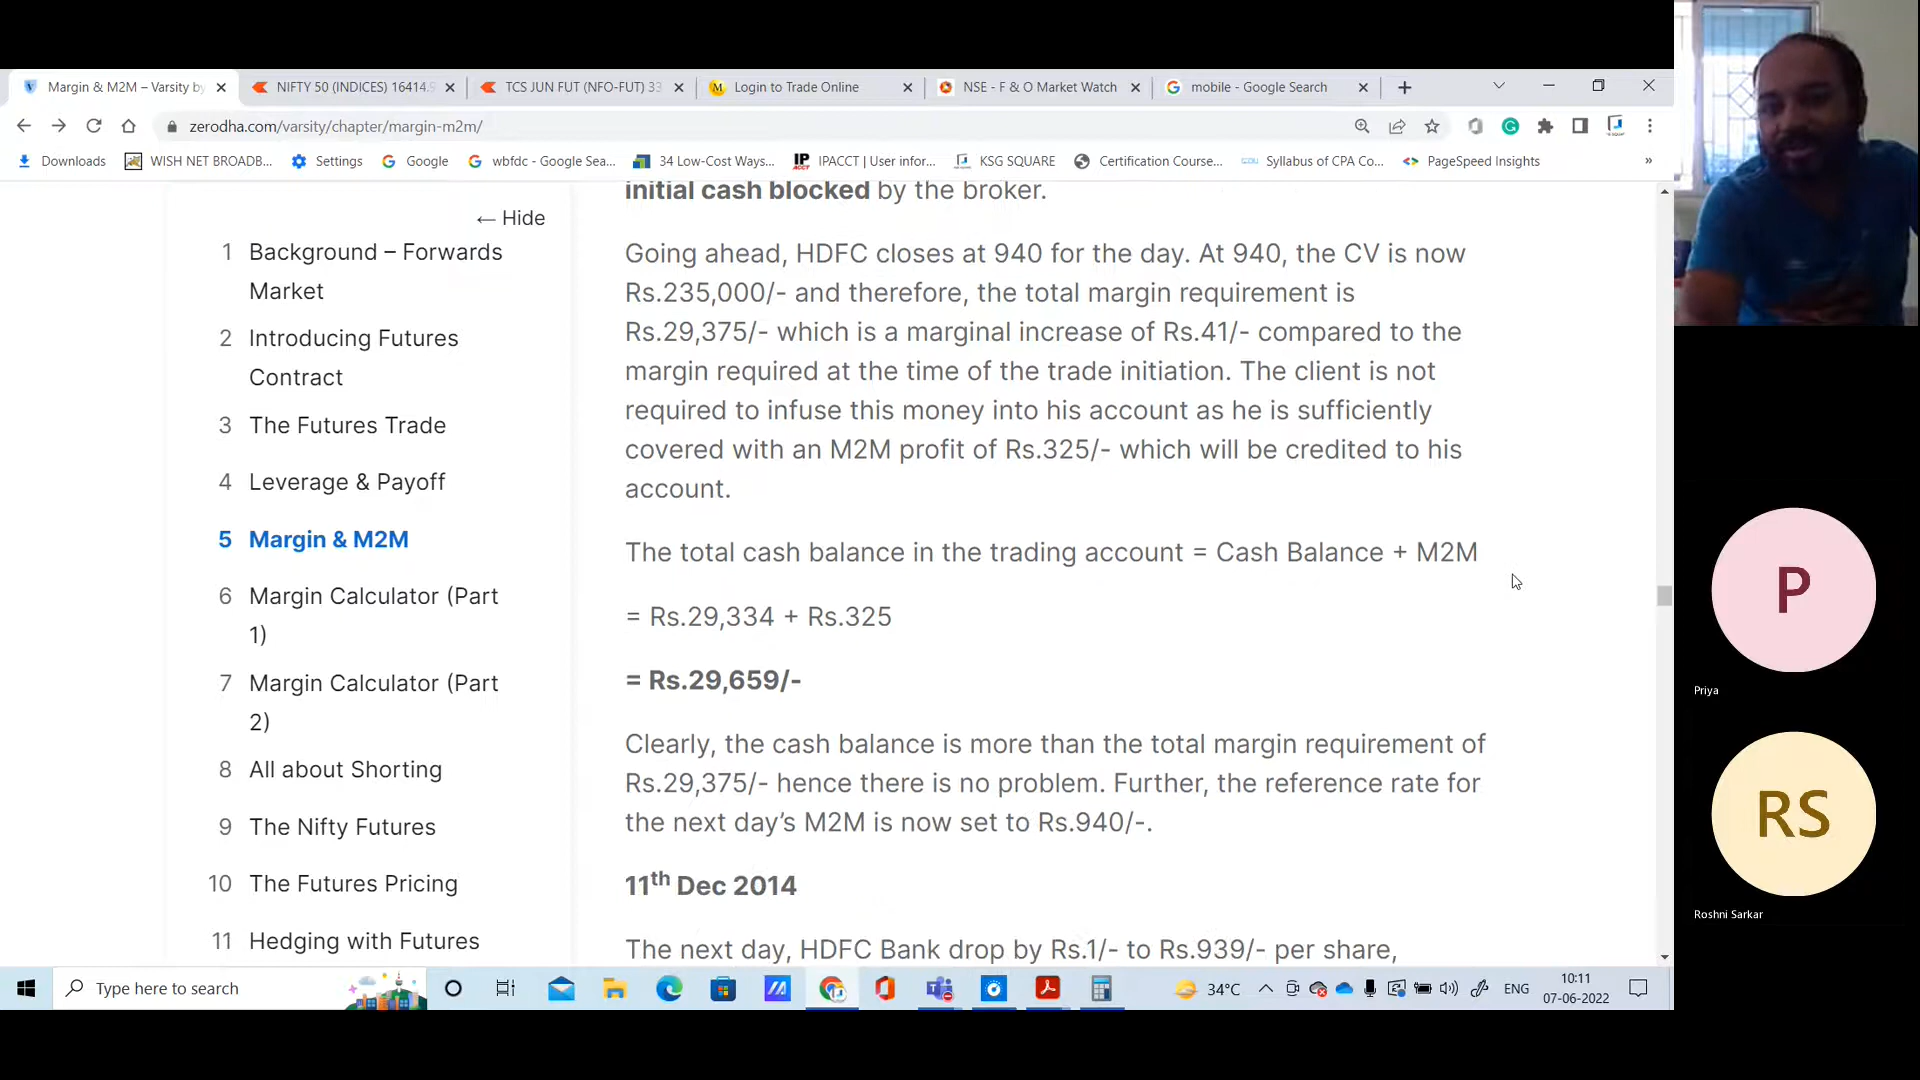 Margin & M2M – Varsity by
NIFTY 50 (INDICES) 16414.9
TCS JUN FUT (NFO-FUT) 33
Login to Trade Online
NSE - F & O Market Watch
mobile - Google Search
zerodha.com/varsity/chapter/margin-m2m/
Downloads
WISH NET BROADB...
Settings
Google
wbfdc - Google Sea...
34 Low-Cost Ways...
IPACCT | User infor...
KSG SQUARE
Certification Course...
Syllabus of CPA Co...
PageSpeed Insights
»
← Hide
1 Background – Forwards
Market
2 Introducing Futures
Contract
3 The Futures Trade
4 Leverage & Payoff
5 Margin & M2M
6 Margin Calculator (Part
1)
7 Margin Calculator (Part
2)
8 All about Shorting
9 The Nifty Futures
10 The Futures Pricing
11 Hedging with Futures
initial cash blocked by the broker.
Going ahead, HDFC closes at 940 for the day. At 940, the CV is now
Rs.235,000/- and therefore, the total margin requirement is
Rs.29,375/- which is a marginal increase of Rs.41/- compared to the
margin required at the time of the trade initiation. The client is not
required to infuse this money into his account as he is sufficiently
covered with an M2M profit of Rs.325/- which will be credited to his
account.
The total cash balance in the trading account = Cash Balance + M2M
= Rs.29,334 + Rs.325
= Rs.29,659/-
Clearly, the cash balance is more than the total margin requirement of
Rs.29,375/- hence there is no problem. Further, the reference rate for
the next day’s M2M is now set to Rs.940/-.
11th Dec 2014
The next day, HDFC Bank drop by Rs.1/- to Rs.939/- per share,
P
Priya
RS
Roshni Sarkar
Type here to search
34°C
ENG
10:11
07-06-2022